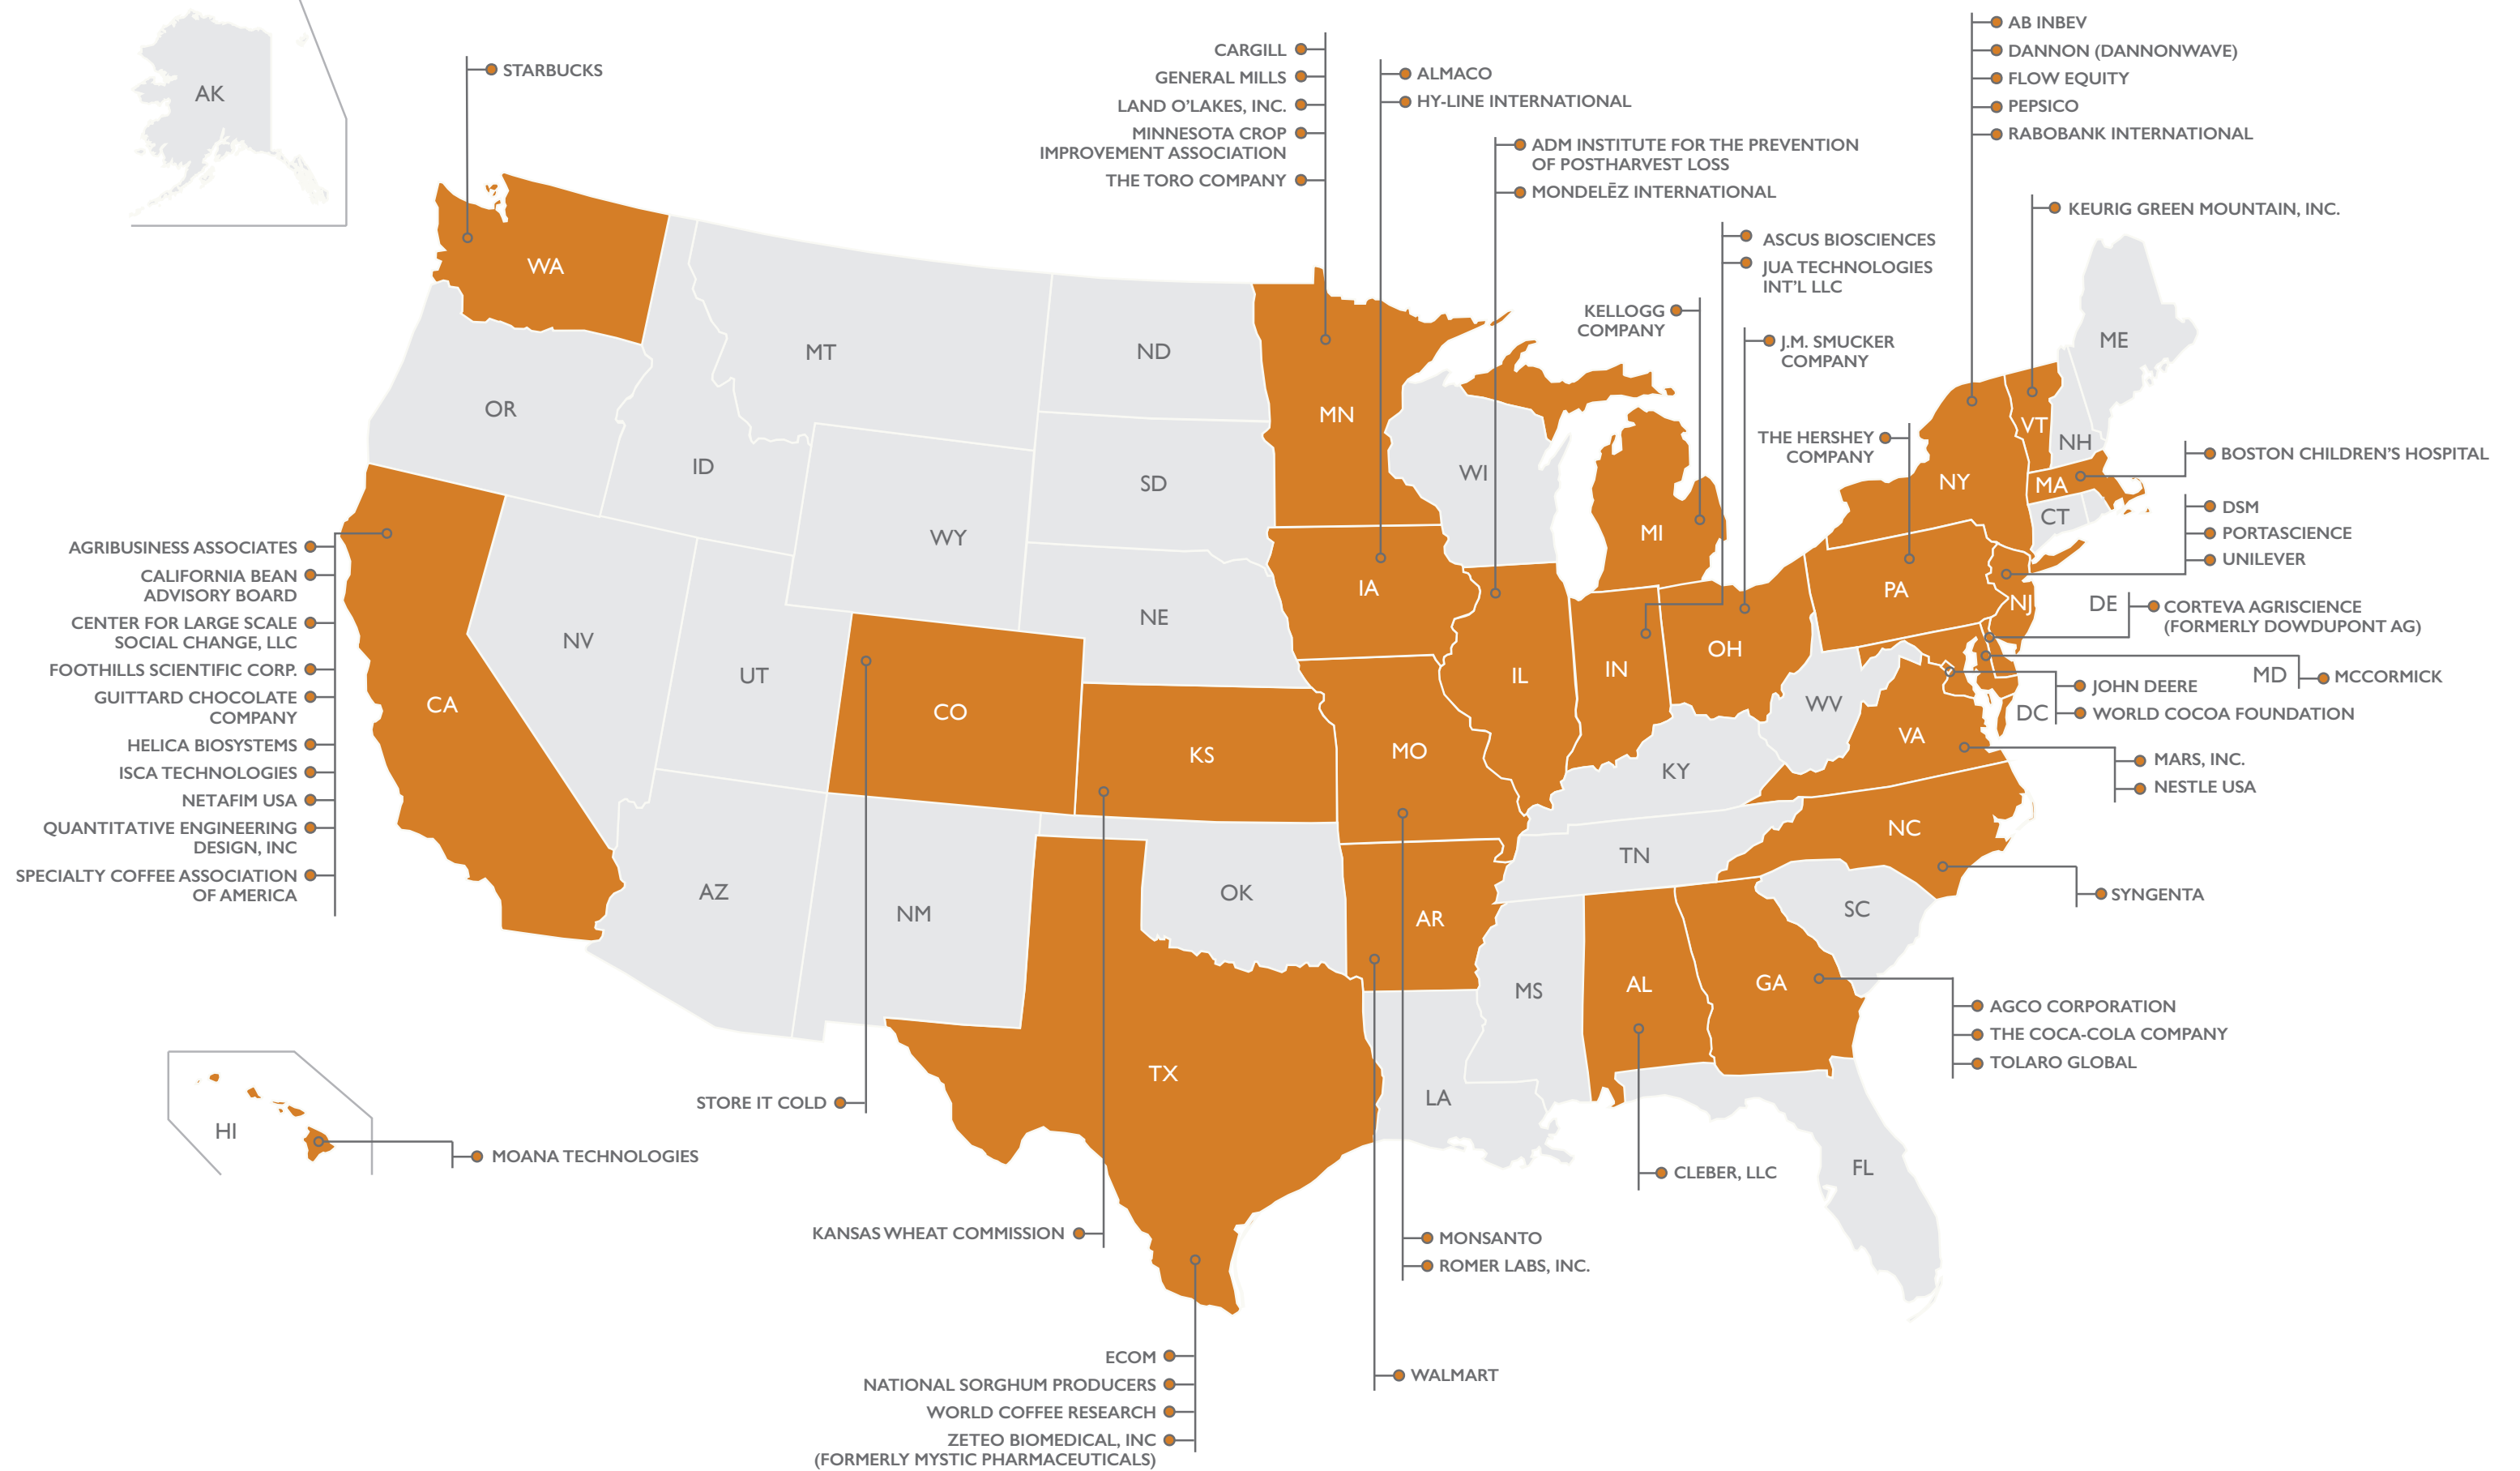 AK
STARBUCKS
CARGILL
GENERAL MILLS
LAND O'LAKES, INC.
MINNESOTA CROP
IMPROVEMENT ASSOCIATION
THE TORO COMPANY
ALMACO
HY-LINE INTERNATIONAL
ADM INSTITUTE FOR THE PREVENTION
OF POSTHARVEST LOSS
MONDELĒZ INTERNATIONAL
AB INBEV
DANNON (DANNONWAVE)
FLOW EQUITY
PEPSICO
RABOBANK INTERNATIONAL
KEURIG GREEN MOUNTAIN, INC.
ASCUS BIOSCIENCES
JUA TECHNOLOGIES
INT'L LLC
KELLOGG
COMPANY
J.M. SMUCKER
COMPANY
THE HERSHEY
COMPANY
BOSTON CHILDREN'S HOSPITAL
DSM
PORTASCIENCE
UNILEVER
DE
CORTEVA AGRISCIENCE
(FORMERLY DOWDUPONT AG)
MD
MCCORMICK
DC
JOHN DEERE
WORLD COCOA FOUNDATION
MARS, INC.
NESTLE USA
SYNGENTA
AGCO CORPORATION
THE COCA-COLA COMPANY
TOLARO GLOBAL
CLEBER, LLC
MONSANTO
ROMER LABS, INC.
WALMART
ECOM
NATIONAL SORGHUM PRODUCERS
WORLD COFFEE RESEARCH
ZETEO BIOMEDICAL, INC
(FORMERLY MYSTIC PHARMACEUTICALS)
KANSAS WHEAT COMMISSION
STORE IT COLD
HI
MOANA TECHNOLOGIES
AGRIBUSINESS ASSOCIATES
CALIFORNIA BEAN
ADVISORY BOARD
CENTER FOR LARGE SCALE
SOCIAL CHANGE, LLC
FOOTHILLS SCIENTIFIC CORP.
GUITTARD CHOCOLATE
COMPANY
HELICA BIOSYSTEMS
ISCA TECHNOLOGIES
NETAFIM USA
QUANTITATIVE ENGINEERING
DESIGN, INC
SPECIALTY COFFEE ASSOCIATION
OF AMERICA
WA
OR
CA
NV
ID
MT
WY
UT
AZ
CO
NM
ND
SD
NE
KS
OK
TX
MN
IA
MO
AR
LA
WI
IL
MI
IN
OH
KY
TN
MS
AL
GA
FL
SC
NC
VA
WV
PA
NY
NJ
VT
NH
MA
CT
ME